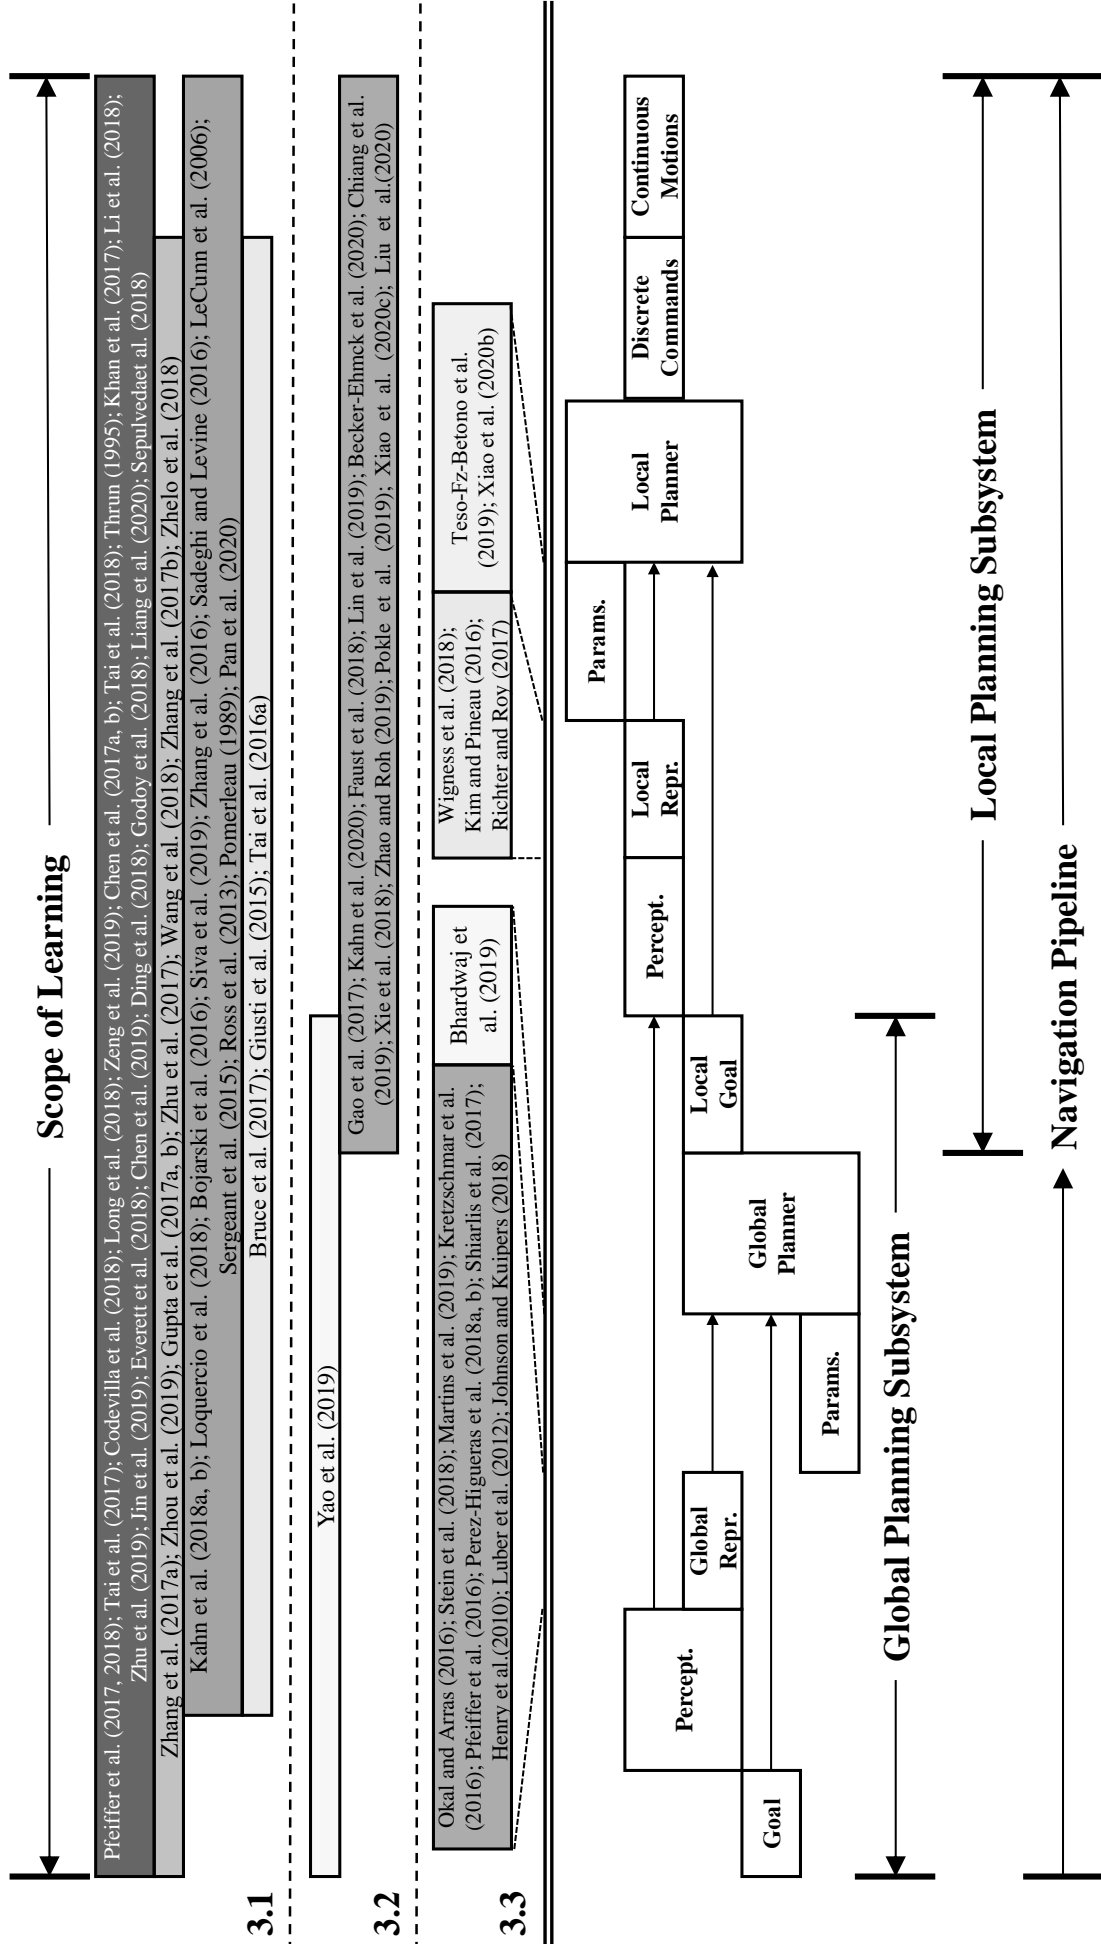 Scope of Learning
Pfeiffer et al. (2017, 2018); Tai et al. (2017); Codevilla et al. (2018); Long et al. (2018); Zeng et al. (2019); Chen et al. (2017a, b); Tai et al. (2018); Thrun (1995); Khan et al. (2017); Li et al. (2018);
Zhu et al. (2019); Jin et al. (2019); Everett et al. (2018); Chen et al. (2019); Ding et al. (2018); Godoy et al. (2018); Liang et al. (2020); Sepulvedaet al. (2018)
Zhang et al. (2017a); Zhou et al. (2019); Gupta et al. (2017a, b); Zhu et al. (2017); Wang et al. (2018); Zhang et al. (2017b); Zhelo et al. (2018)
Kahn et al. (2018a, b); Loquercio et al. (2018); Bojarski et al. (2016); Siva et al. (2019); Zhang et al. (2016); Sadeghi and Levine (2016); LeCunn et al. (2006);
Sergeant et al. (2015); Ross et al. (2013); Pomerleau (1989); Pan et al. (2020)
Bruce et al. (2017); Giusti et al. (2015); Tai et al. (2016a)
3.1
Yao et al. (2019)
Gao et al. (2017); Kahn et al. (2020); Faust et al. (2018); Lin et al. (2019); Becker-Ehmck et al. (2020); Chiang et al.
(2019); Xie et al. (2018); Zhao and Roh (2019); Pokle et al. (2019); Xiao et al. (2020c); Liu et al.(2020)
3.2
Okal and Arras (2016); Stein et al. (2018); Martins et al. (2019); Kretzschmar et al.
(2016); Pfeiffer et al. (2016); Perez-Higueras et al. (2018a, b); Shiarlis et al. (2017);
Henry et al.(2010); Luber et al. (2012); Johnson and Kuipers (2018)
Bhardwaj et
al. (2019)
Wigness et al. (2018);
Kim and Pineau (2016);
Richter and Roy (2017)
Teso-Fz-Betono et al.
(2019); Xiao et al. (2020b)
3.3
Goal
Percept.
Global
Repr.
Params.
Global
Planner
Local
Goal
Percept.
Local
Repr.
Params.
Local
Planner
Discrete
Commands
Continuous
Motions
Global Planning Subsystem
Local Planning Subsystem
Navigation Pipeline